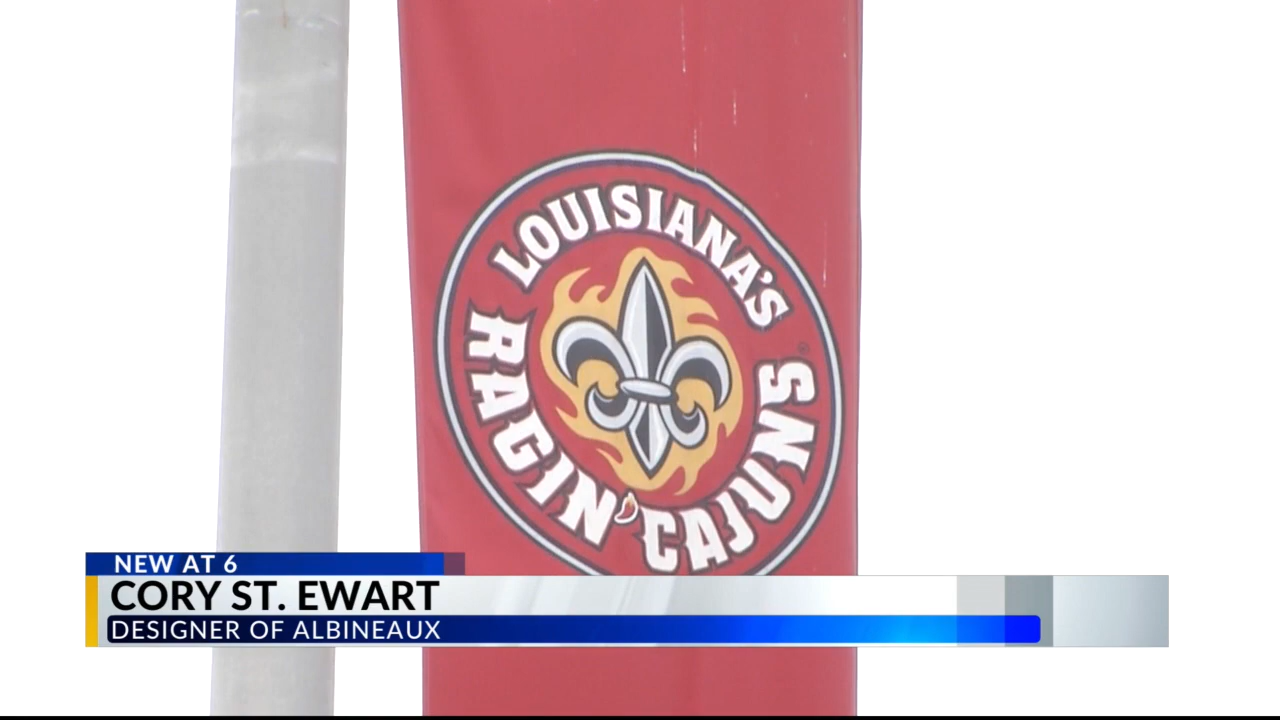 LOUISIANA'S
RAGIN' CAJUNS
®
NEW AT 6
CORY ST. EWART
DESIGNER OF ALBINEAUX